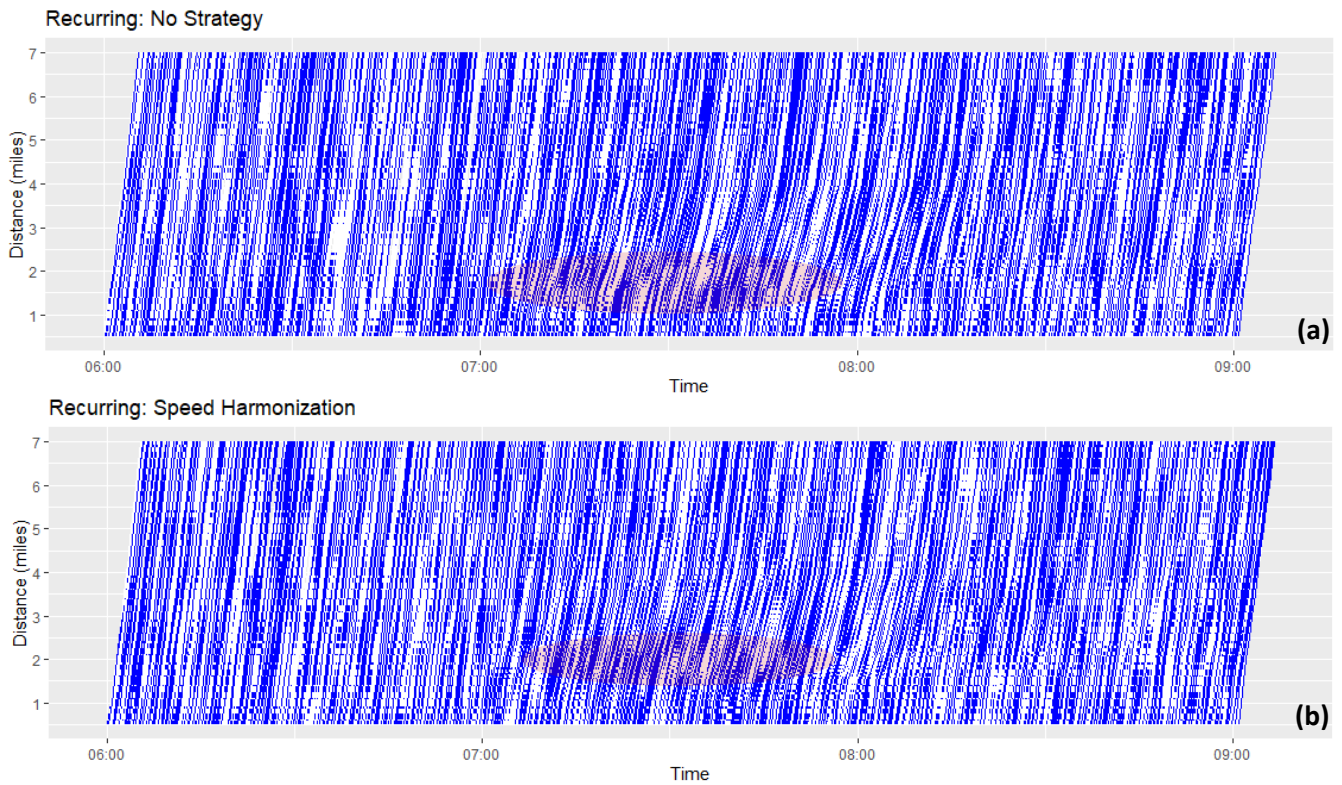 Recurring: No Strategy
7
6
5
4
3
2
1
Distance (miles)
06:00 07:00 08:00 09:00
Time
(a)
Recurring: Speed Harmonization
7
6
5
4
3
2
1
Distance (miles)
06:00 07:00 08:00 09:00
Time
(b)